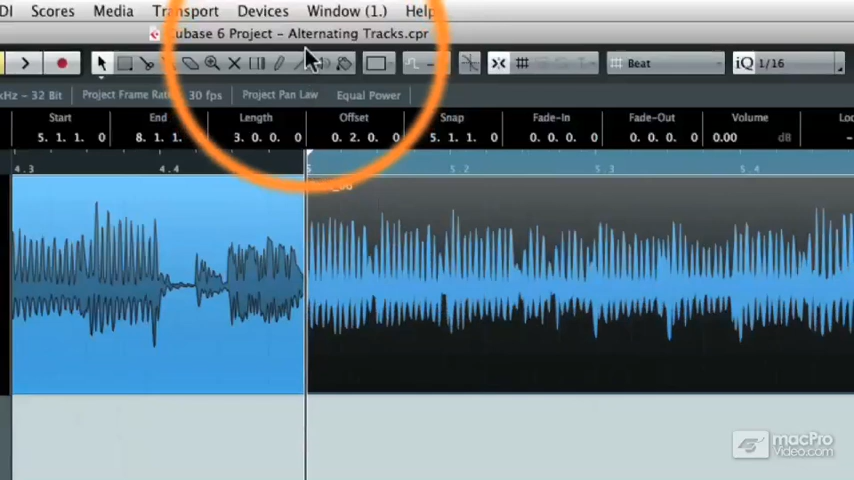 DI Scores Media Transport Devices Window (1.) Help
ubase 6 Project - Alternating Tracks.cpr
Beat iQ 1/16
kHz - 32 Bit Project Frame Rat 30 fps Project Pan Law Equal Power
Start End Length Offset Snap Fade-In Fade-Out Volume Lo
5. 1. 1. 0 8. 1. 1. 0 3. 0. 0. 0 0. 2. 0. 0 5. 1. 1. 0 0. 0. 0. 0 0. 0. 0. 0 0.00 dB
4.3 4.4 5 5.2 5.3 5.4
macPro
Video.com